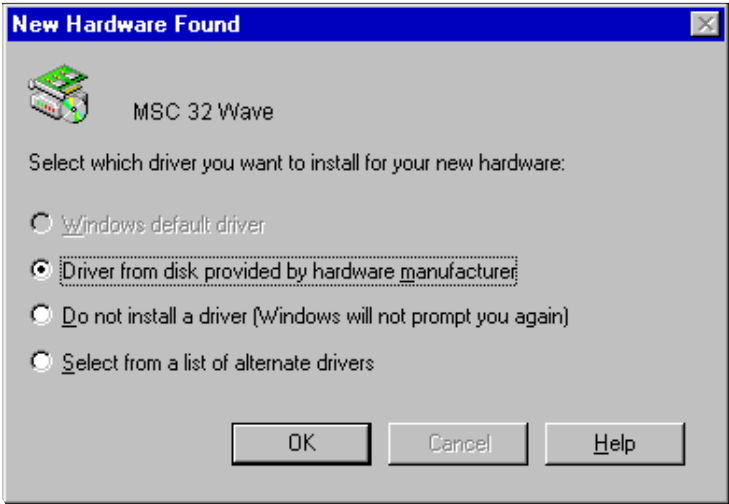 New Hardware Found
MSC 32 Wave
Select which driver you want to install for your new hardware:
Windows default driver
Driver from disk provided by hardware manufacturer
Do not install a driver (Windows will not prompt you again)
Select from a list of alternate drivers
OK Cancel Help